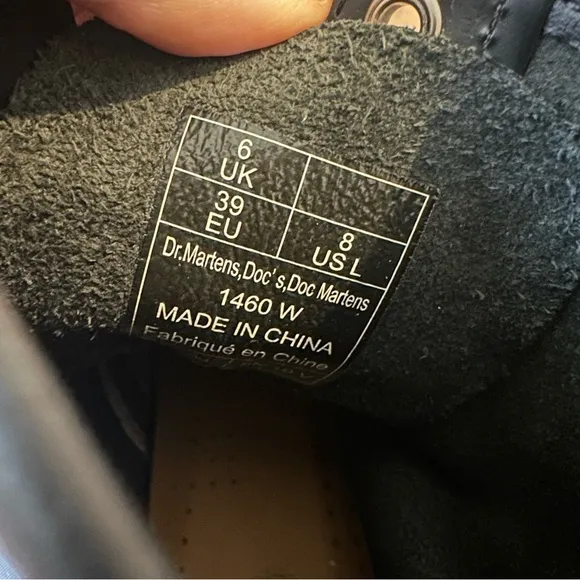 6
UK
39
EU
8
US L
Dr.Martens,Doc's,Doc Martens
1460 W
MADE IN CHINA
Fabriqué en Chine